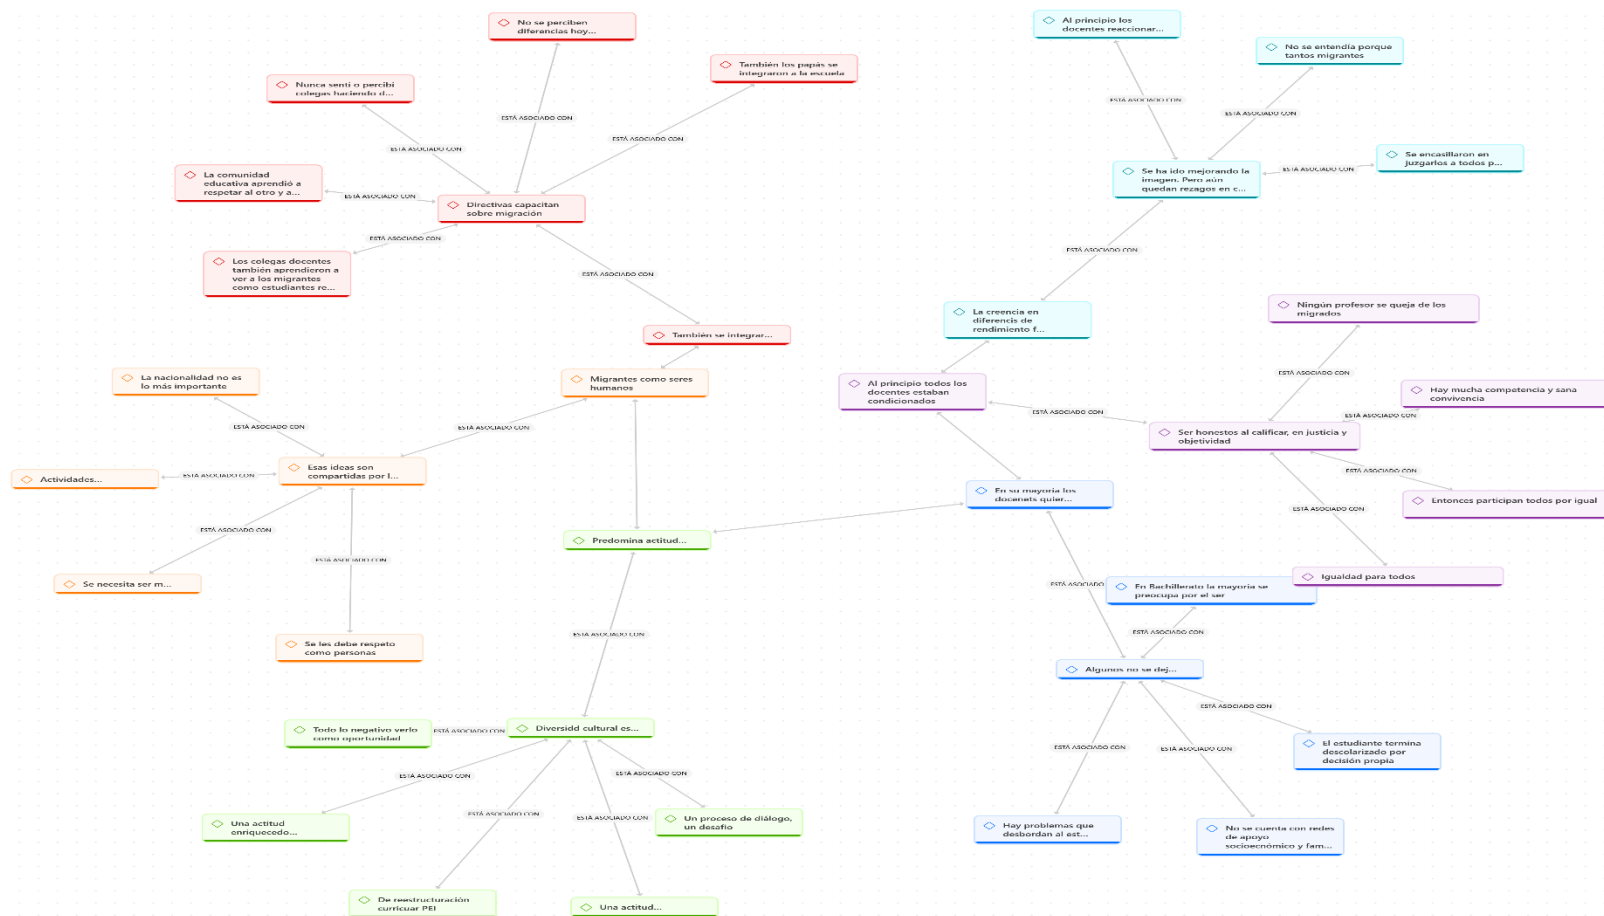 No se perciben
diferencias hoy...
Al principio los
docentes reaccionar...
No se entendía porque
tantos migrantes
También los papás se
integraron a la escuela
Nunca sentí o percibí
colegas haciendo d...
ESTÁ ASOCIADO CON
ESTÁ ASOCIADO CON
ESTÁ ASOCIADO CON
ESTÁ ASOCIADO CON
ESTÁ ASOCIADO CON
Se encasillaron en
juzgarlos a todos p...
La comunidad
educativa aprendió a
respetar al otro y a...
ESTÁ ASOCIADO CON
Se ha ido mejorando la
imagen. Pero aún
quedan rezagos en c...
ESTÁ ASOCIADO CON
Directivas capacitan
sobre migración
ESTÁ ASOCIADO CON
ESTÁ ASOCIADO CON
Los colegas docentes
también aprendieron a
ver a los migrantes
como estudiantes re...
ESTÁ ASOCIADO CON
La creencia en
diferencis de
rendimiento f...
Ningún profesor se queja de los
migrados
También se integrar...
La nacionalidad no es
lo más importante
Migrantes como seres
humanos
Al principio todos los
docentes estaban
condicionados
ESTÁ ASOCIADO CON
Hay mucha competencia y sana
convivencia
ESTÁ ASOCIADO CON
ESTÁ ASOCIADO CON
ESTÁ ASOCIADO CON
ESTÁ ASOCIADO CON
Ser honestos al calificar, en justicia y
objetividad
Actividades...
ESTÁ ASOCIADO CON
Esas ideas son
compartidas por l...
ESTÁ ASOCIADO CON
En su mayoria los
docenets quier...
Entonces participan todos por igual
ESTÁ ASOCIADO CON
ESTÁ ASOCIADO CON
Predomina actitud...
ESTÁ ASOCIADO CON
Se necesita ser m...
ESTÁ ASOCIADO
En Bachillerato la mayoria se
preocupa por el ser
Igualdad para todos
ESTÁ ASOCIADO CON
ESTÁ ASOCIADO CON
Se les debe respeto
como personas
Algunos no se dej...
ESTÁ ASOCIADO CON
Todo lo negativo verlo
como oportunidad
ESTÁ ASOCIADO CON
Diversidd cultural es...
ESTÁ ASOCIADO CON
ESTÁ ASOCIADO CON
El estudiante termina
descolarizado por
decisión propia
ESTÁ ASOCIADO CON
ESTÁ ASOCIADO CON
ESTÁ ASOCIADO CON
ESTÁ ASOCIADO CON
Una actitud
enriquecedo...
Un proceso de diálogo,
un desafio
Hay problemas que
desbordan al est...
No se cuenta con redes
de apoyo
socioecnómico y fam...
De reestructuración
curricuar PEI
Una actitud...